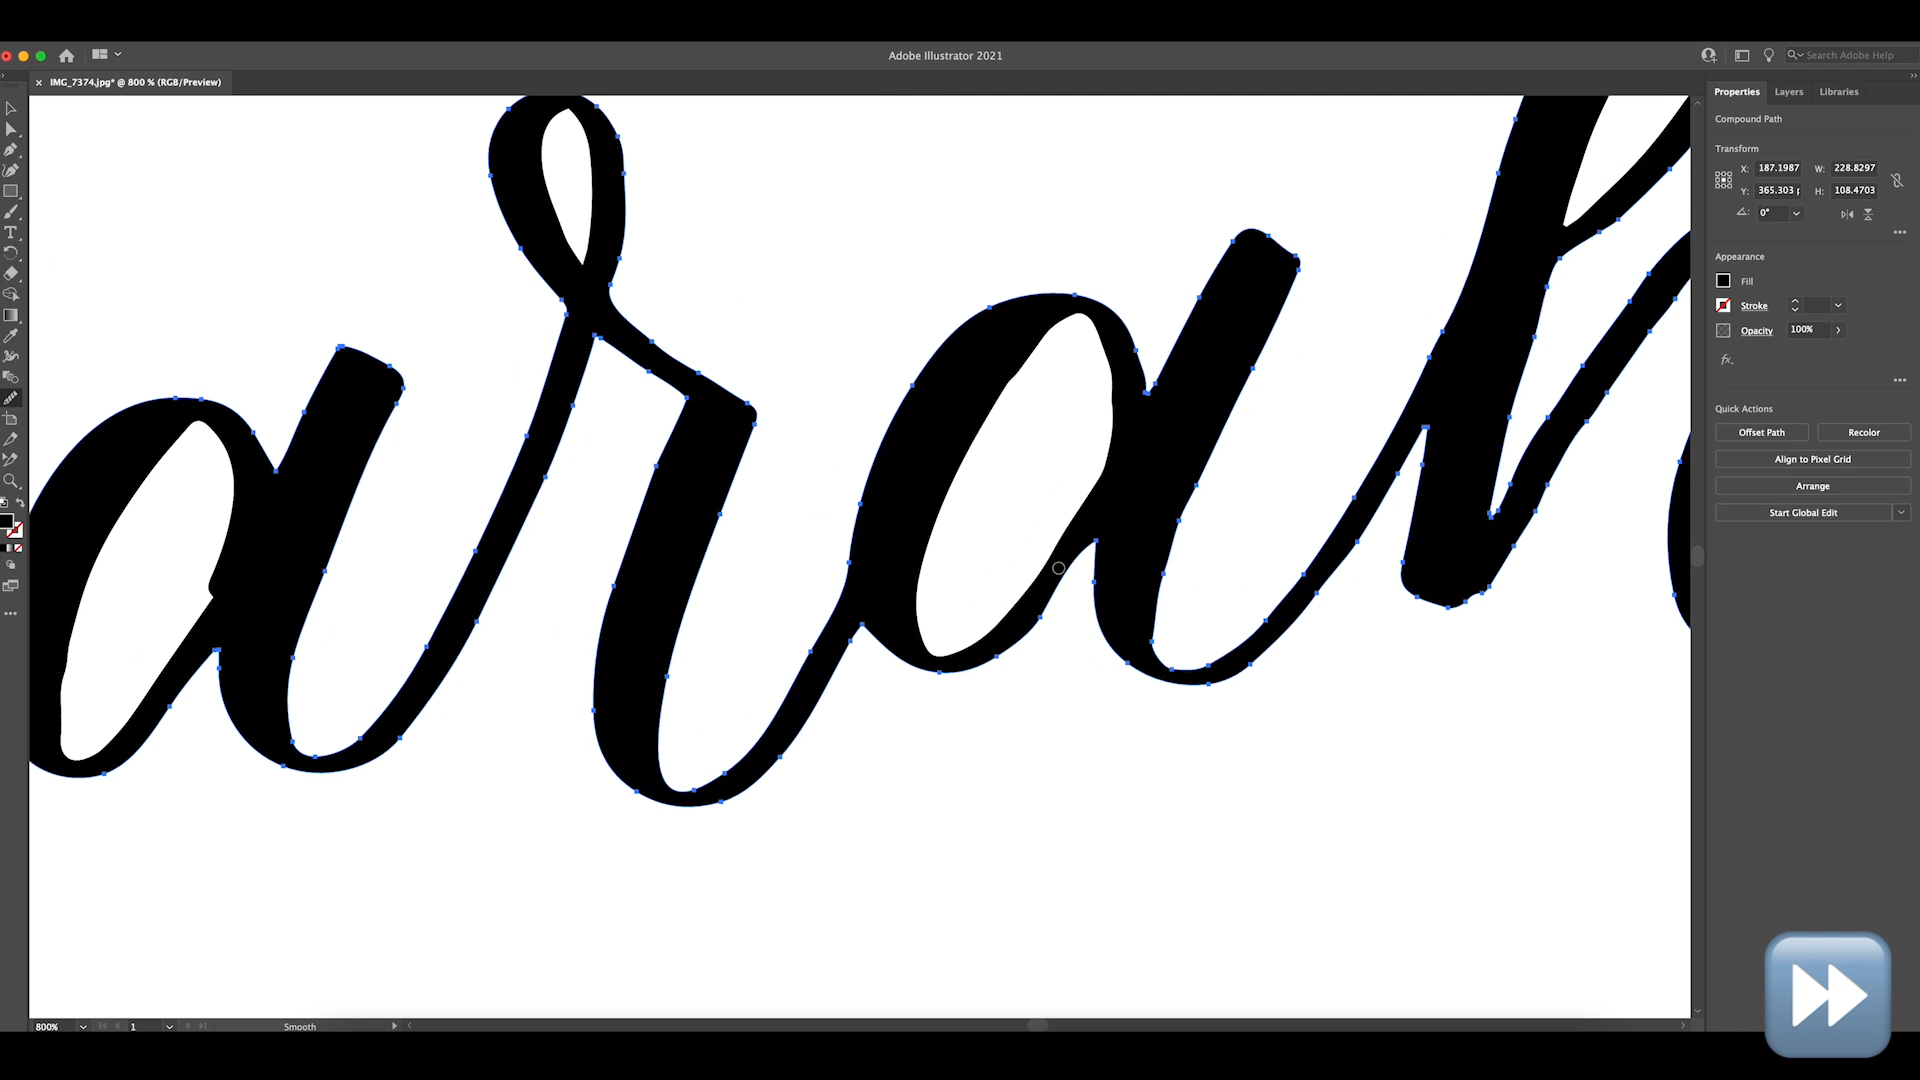 Adobe Illustrator 2021
Search Adobe Help
IMG_7374.jpg* @ 800 % (RGB/Preview)
Properties Layers Libraries
Compound Path
Transform
X: 187.1987 W: 228.8297
Y: 365.303 p H: 108.4703
0°
Appearance
Fill
Stroke
Opacity 100%
fx.
Quick Actions
Offset Path Recolor
Align to Pixel Grid
Arrange
Start Global Edit
arah
800% 1 Smooth